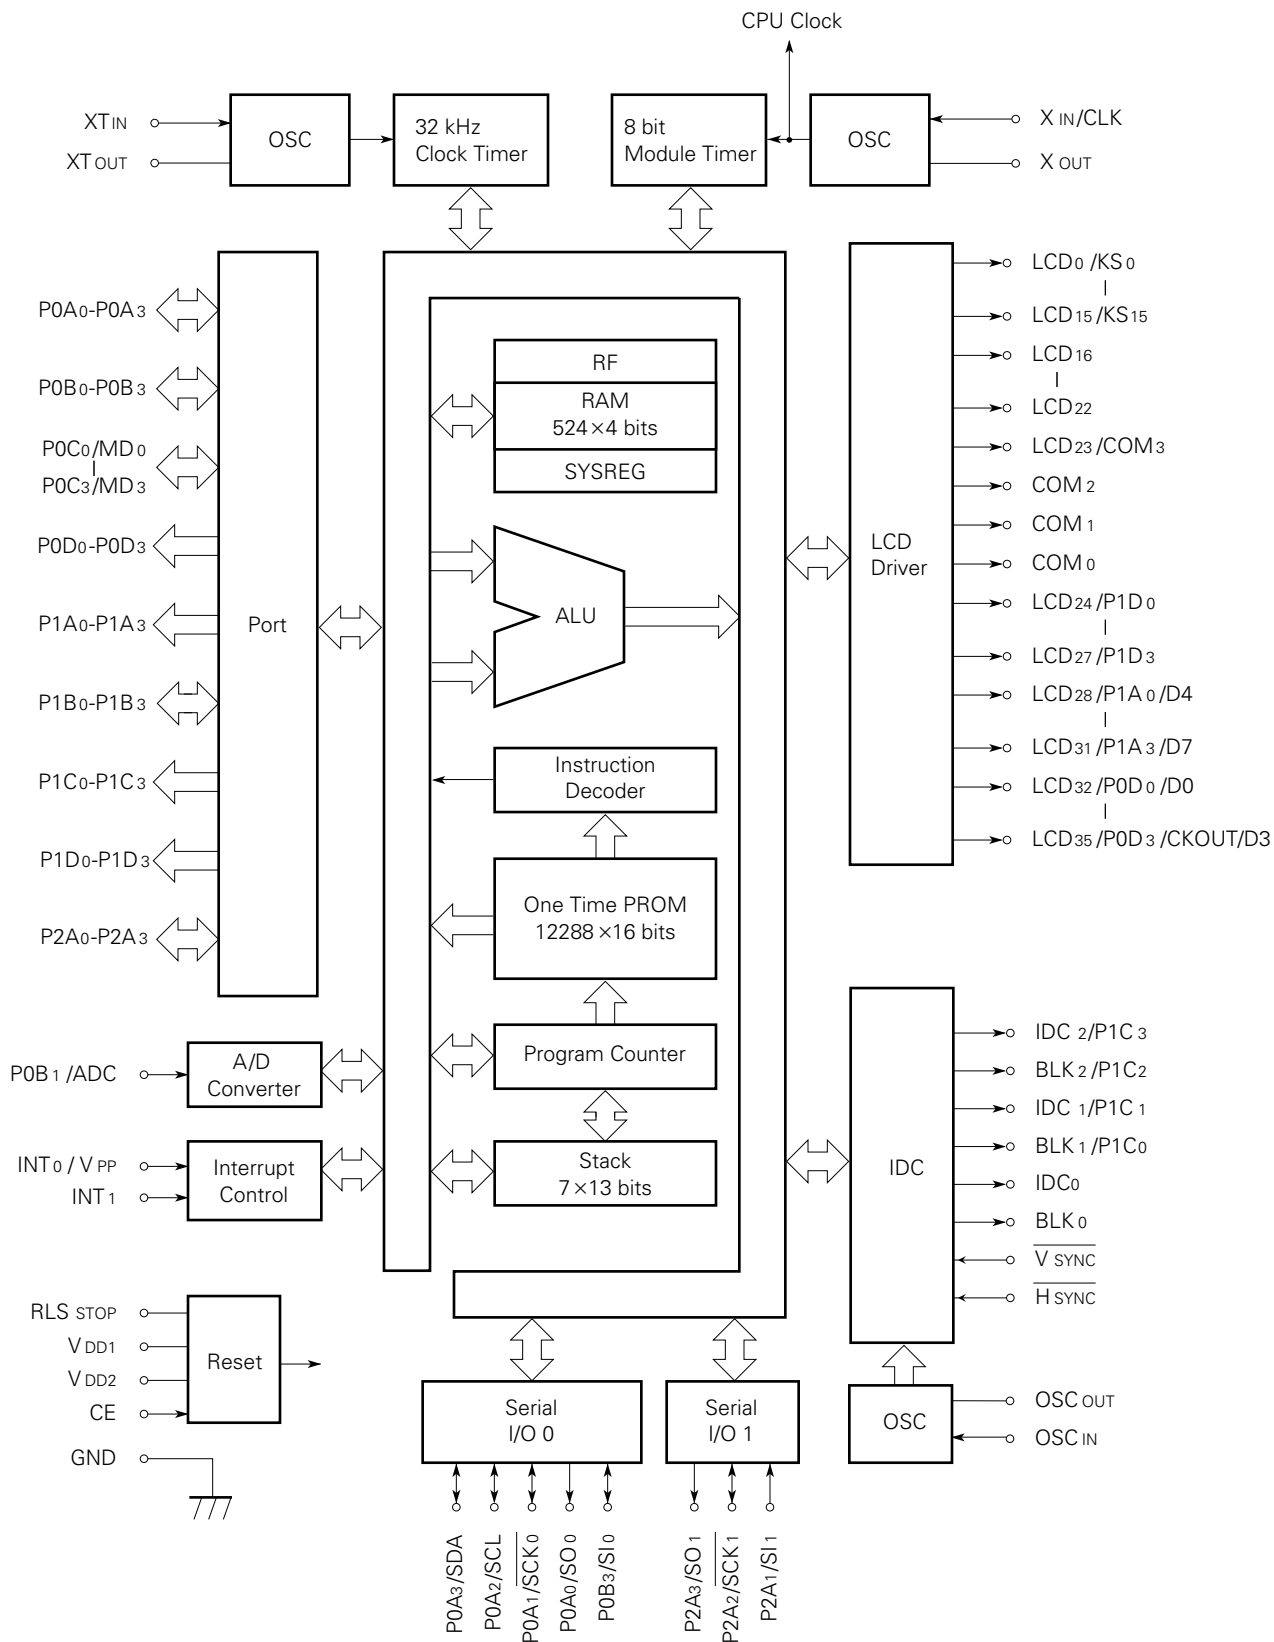 CPU Clock
XT IN
XT OUT
OSC
32 kHz
Clock Timer
8 bit
Module Timer
OSC
X IN/CLK
X OUT
P0A0-P0A3
P0B0-P0B3
P0C0/MD0
P0C3/MD3
P0D0-P0D3
P1A0-P1A3
P1B0-P1B3
P1C0-P1C3
P1D0-P1D3
P2A0-P2A3
Port
RF
RAM
524×4 bits
SYSREG
ALU
Instruction
Decoder
One Time PROM
12288×16 bits
Program Counter
Stack
7×13 bits
LCD
Driver
LCD0/KS0
LCD15/KS15
LCD16
LCD22
LCD23/COM3
COM2
COM1
COM0
LCD24/P1D0
LCD27/P1D3
LCD28/P1A0/D4
LCD31/P1A3/D7
LCD32/P0D0/D0
LCD35/P0D3/CKOUT/D3
P0B1/ADC
A/D
Converter
INT0/VPP
INT1
Interrupt
Control
IDC
IDC2/P1C3
BLK2/P1C2
IDC1/P1C1
BLK1/P1C0
IDC0
BLK0
V SYNC
H SYNC
RLS STOP
VDD1
VDD2
CE
GND
Reset
Serial
I/O 0
Serial
I/O 1
OSC
OSC OUT
OSC IN
P0A3/SDA
P0A2/SCL
P0A1/SCK0
P0A0/SO0
P0B3/SI0
P2A3/SO1
P2A2/SCK1
P2A1/SI1